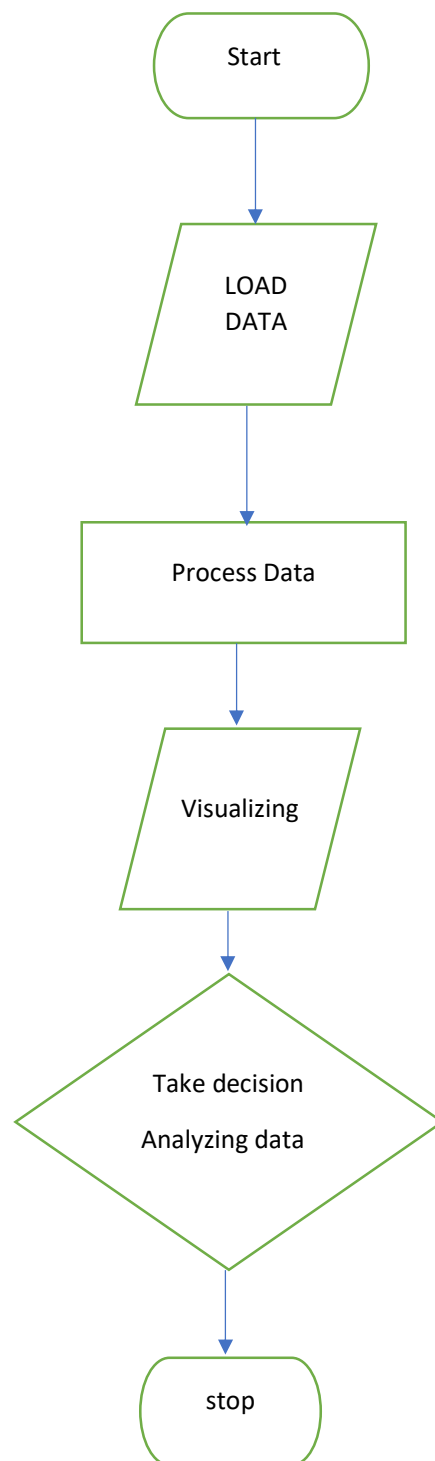 Start
LOAD
DATA
Process Data
Visualizing
Take decision
Analyzing data
stop